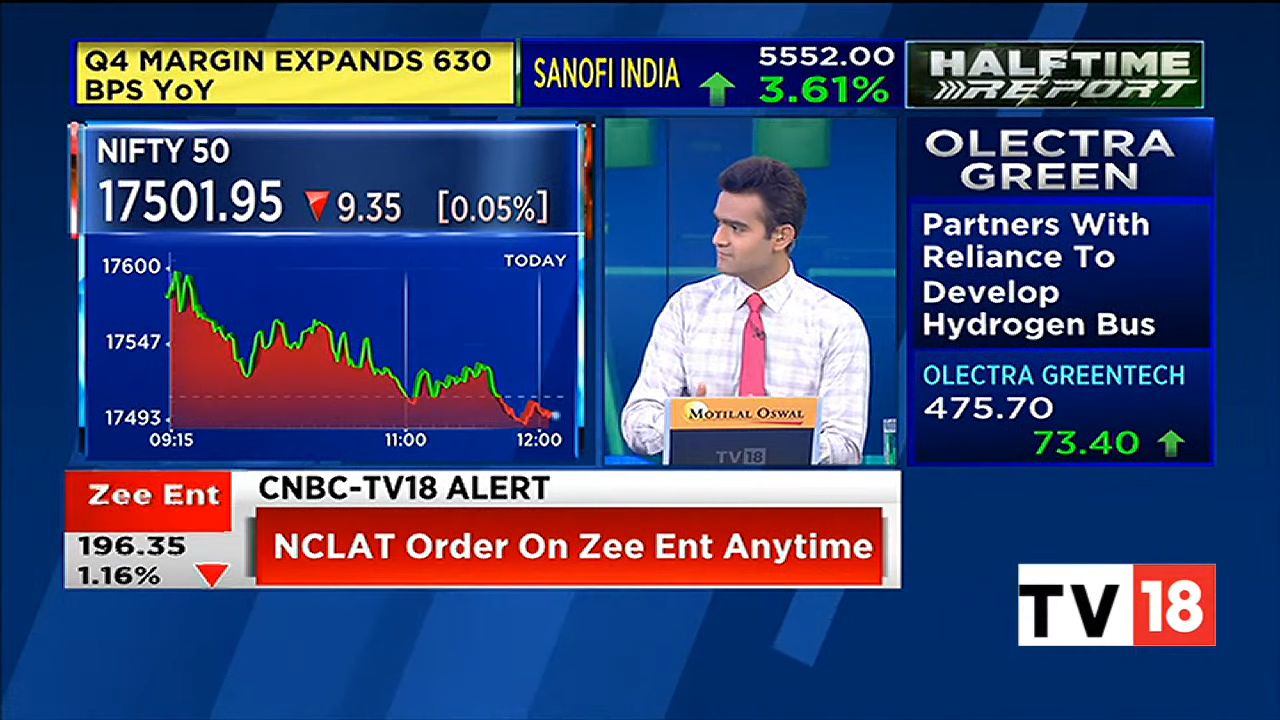 Q4 MARGIN EXPANDS 630
BPS YoY
SANOFI INDIA
5552.00
3.61%
HALFTIME
REPORT
NIFTY 50
17501.95 9.35 [0.05%]
TODAY
17600
17547
17493
09:15 11:00 12:00
MOTILAL OSWAL
TV18
OLECTRA
GREEN
Partners With
Reliance To
Develop
Hydrogen Bus
OLECTRA GREENTECH
475.70
73.40
Zee Ent
196.35
1.16%
CNBC-TV18 ALERT
NCLAT Order On Zee Ent Anytime
TV18